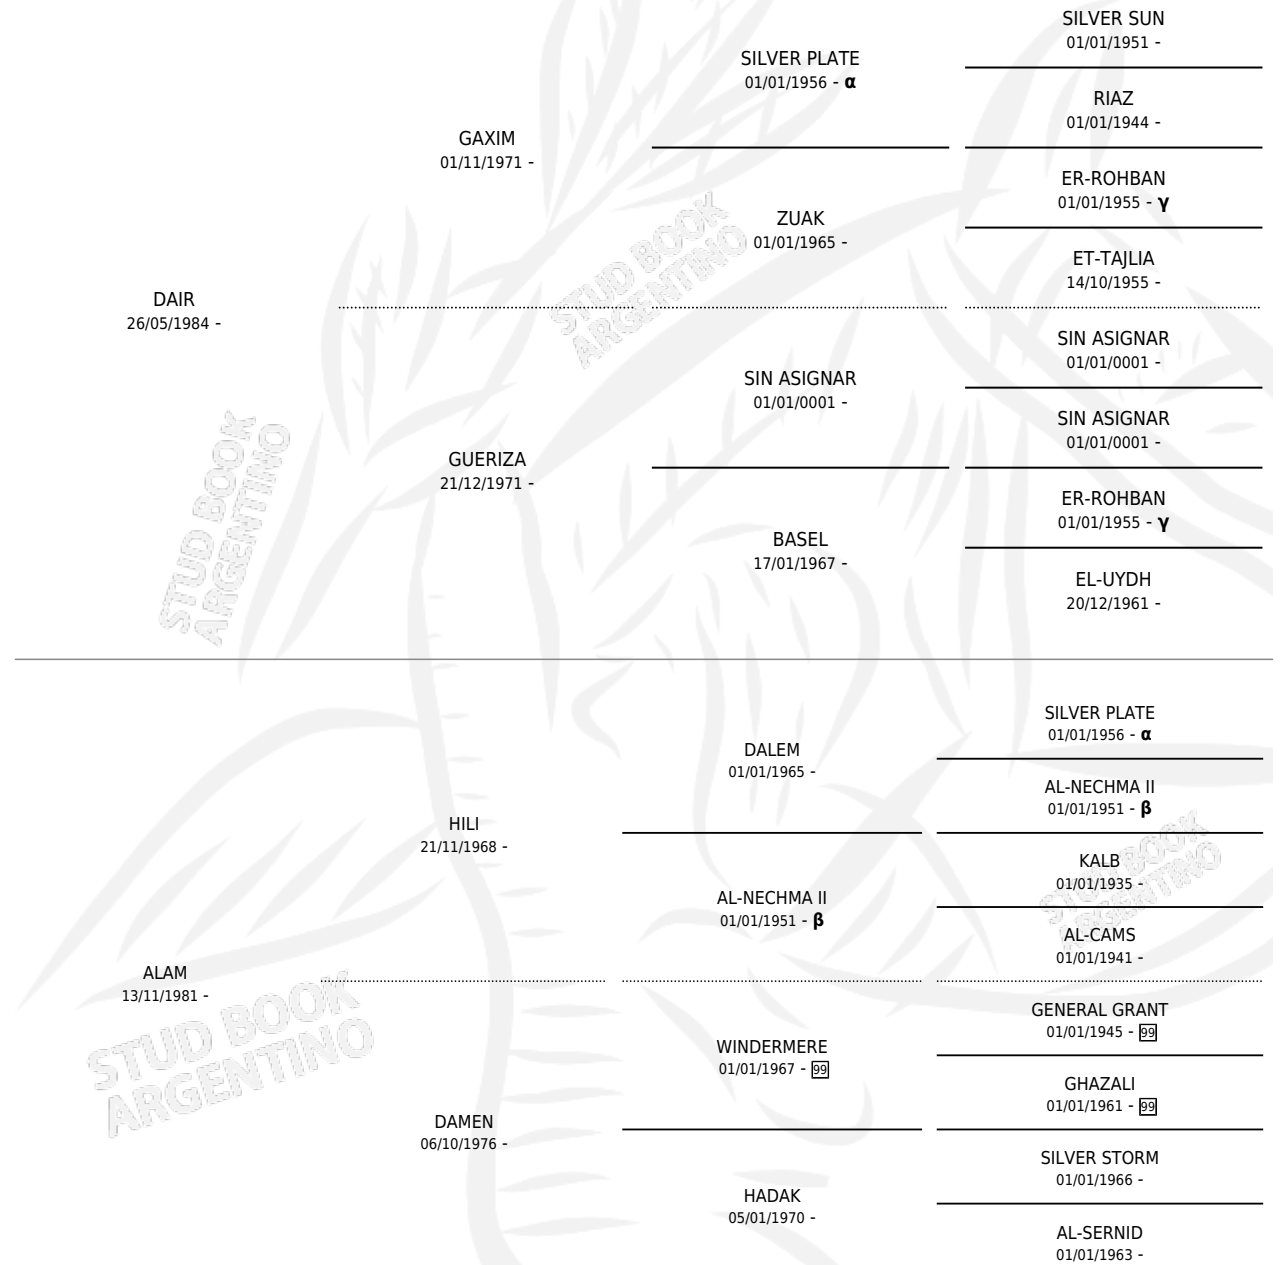 SILVER SUN
01/01/1951 -
SILVER PLATE
01/01/1956 - α
RIAZ
01/01/1944 -
GAXIM
01/11/1971 -
ER-ROHBAN
01/01/1955 - γ
ZUAK
01/01/1965 -
ET-TAJLIA
14/10/1955 -
DAIR
26/05/1984 -
SIN ASIGNAR
01/01/0001 -
SIN ASIGNAR
01/01/0001 -
SIN ASIGNAR
01/01/0001 -
GUERIZA
21/12/1971 -
ER-ROHBAN
01/01/1955 - γ
BASEL
17/01/1967 -
EL-UYDH
20/12/1961 -
STUD BOOK
ARGENTINO
STUD BOOK
ARGENTINO
SILVER PLATE
01/01/1956 - α
DALEM
01/01/1965 -
AL-NECHMA II
01/01/1951 - β
HILI
21/11/1968 -
KALB
01/01/1935 -
AL-NECHMA II
01/01/1951 - β
AL-CAMS
01/01/1941 -
STUD BOOK
ARGENTINO
ALAM
13/11/1981 -
GENERAL GRANT
01/01/1945 - 99
WINDERMERE
01/01/1967 - 99
GHAZALI
01/01/1961 - 99
DAMEN
06/10/1976 -
SILVER STORM
01/01/1966 -
HADAK
05/01/1970 -
AL-SERNID
01/01/1963 -
STUD BOOK
ARGENTINO